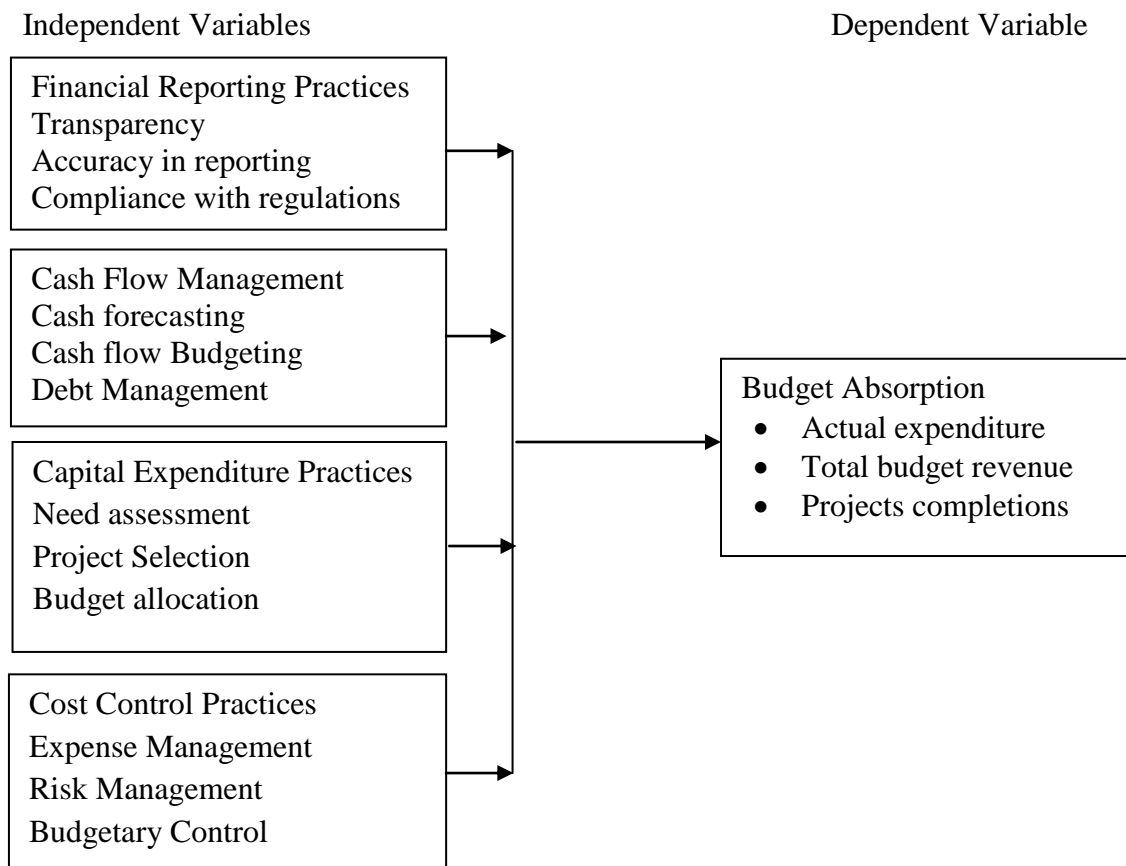 Independent Variables
Dependent Variable
Financial Reporting Practices
Transparency
Accuracy in reporting
Compliance with regulations
Cash Flow Management
Cash forecasting
Cash flow Budgeting
Debt Management
Budget Absorption
• Actual expenditure
• Total budget revenue
• Projects completions
Capital Expenditure Practices
Need assessment
Project Selection
Budget allocation
Cost Control Practices
Expense Management
Risk Management
Budgetary Control